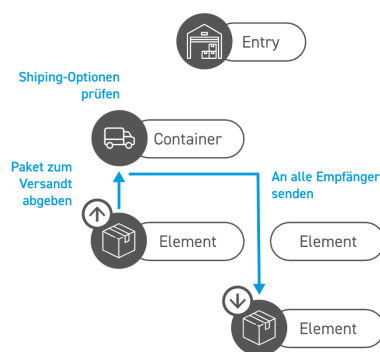 Entry
Shiping-Optionen
prüfen
Container
Paket zum
Versandt
abgeben
An alle Empfänger
senden
Element
Element
Element